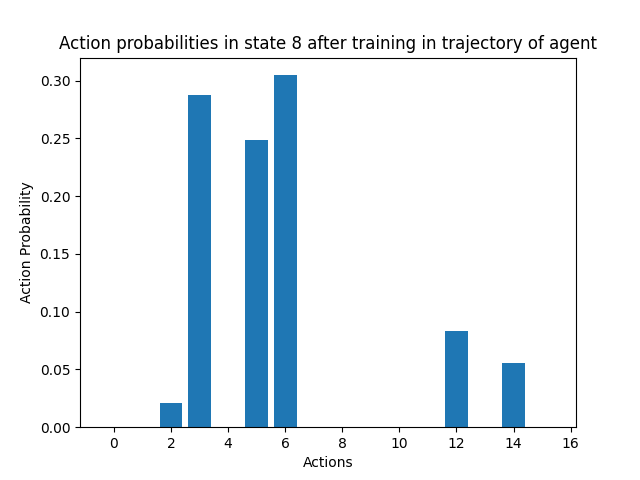 Action probabilities in state 8 after training in trajectory of agent
0.30
0.25
0.20
0.15
0.10
0.05
0.00
Action Probability
0 2 4 6 8 10 12 14 16
Actions